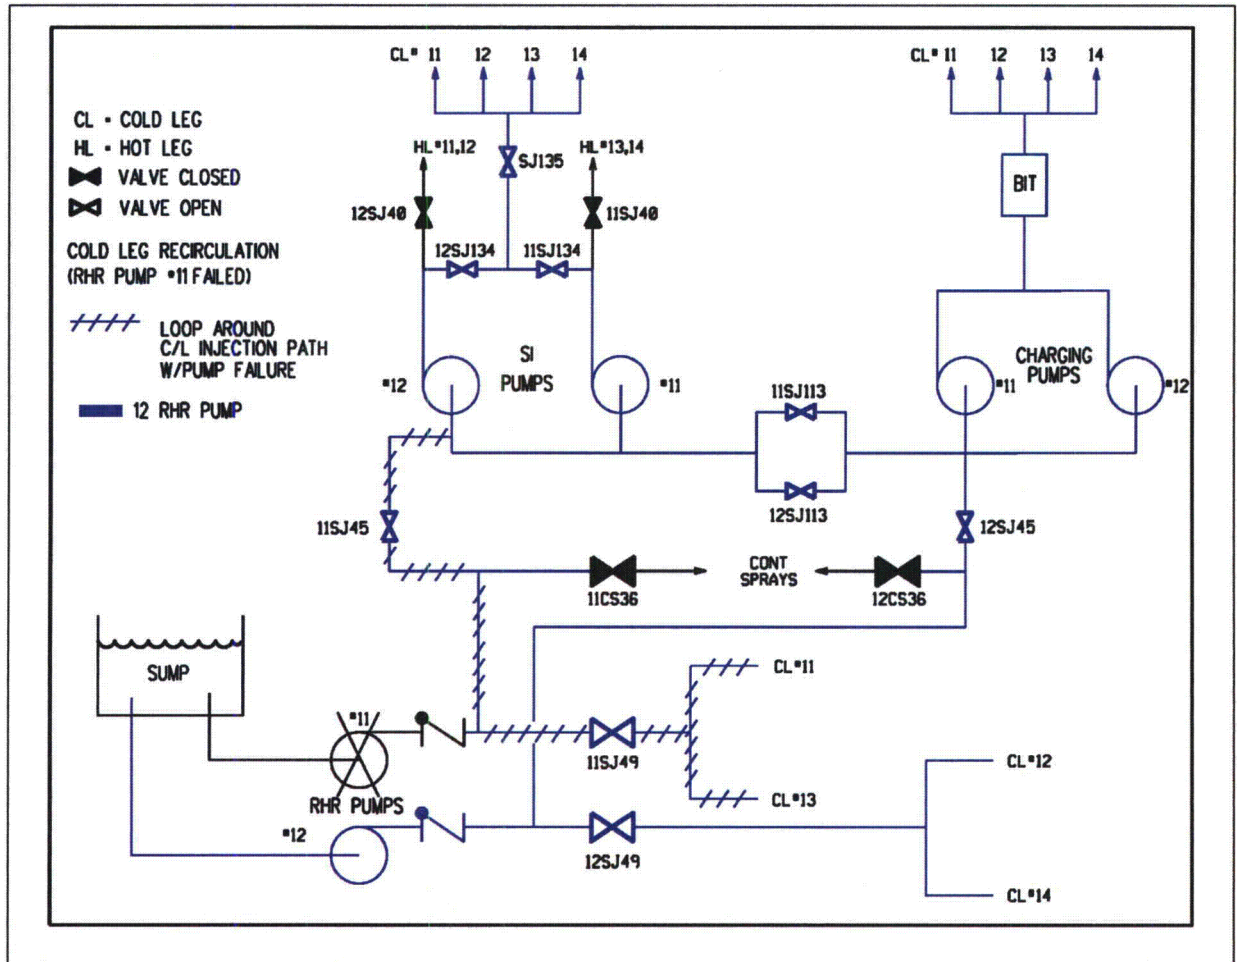 CL# 11 12 13 14
CL# 11 12 13 14
CL - COLD LEG
HL - HOT LEG
VALVE CLOSED
VALVE OPEN
COLD LEG RECIRCULATION
(RHR PUMP #11 FAILED)
LOOP AROUND
C/L INJECTION PATH
W/PUMP FAILURE
12 RHR PUMP
HL #11,12
SJ135
HL #13,14
12SJ40
11SJ40
12SJ134
11SJ134
BIT
SI
PUMPS
#12
#11
CHARGING
PUMPS
#11
#12
11SJ113
12SJ113
11SJ45
12SJ45
CONT
SPRAYS
11CS36
12CS36
SUMP
#11
RHR PUMPS
#12
11SJ49
12SJ49
CL#11
CL#13
CL#12
CL#14